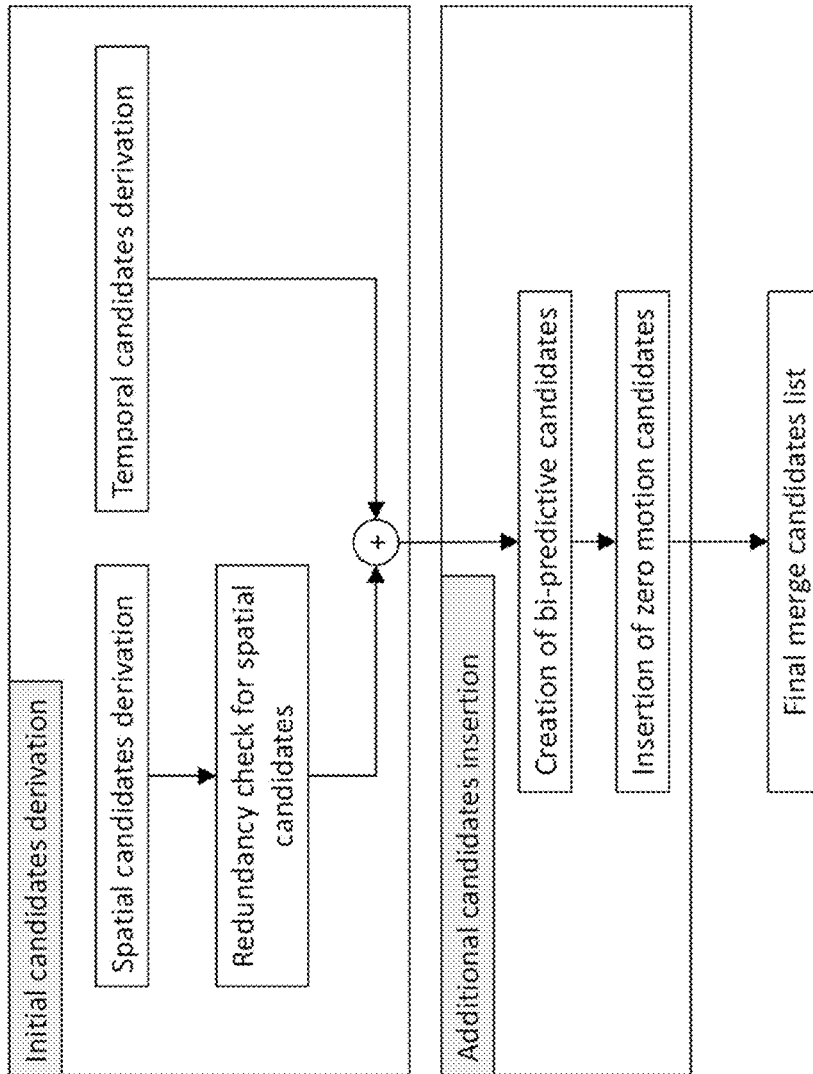 Initial candidates derivation
Spatial candidates derivation
Temporal candidates derivation
Redundancy check for spatial
candidates
+
Additional candidates insertion
Creation of bi-predictive candidates
Insertion of zero motion candidates
Final merge candidates list